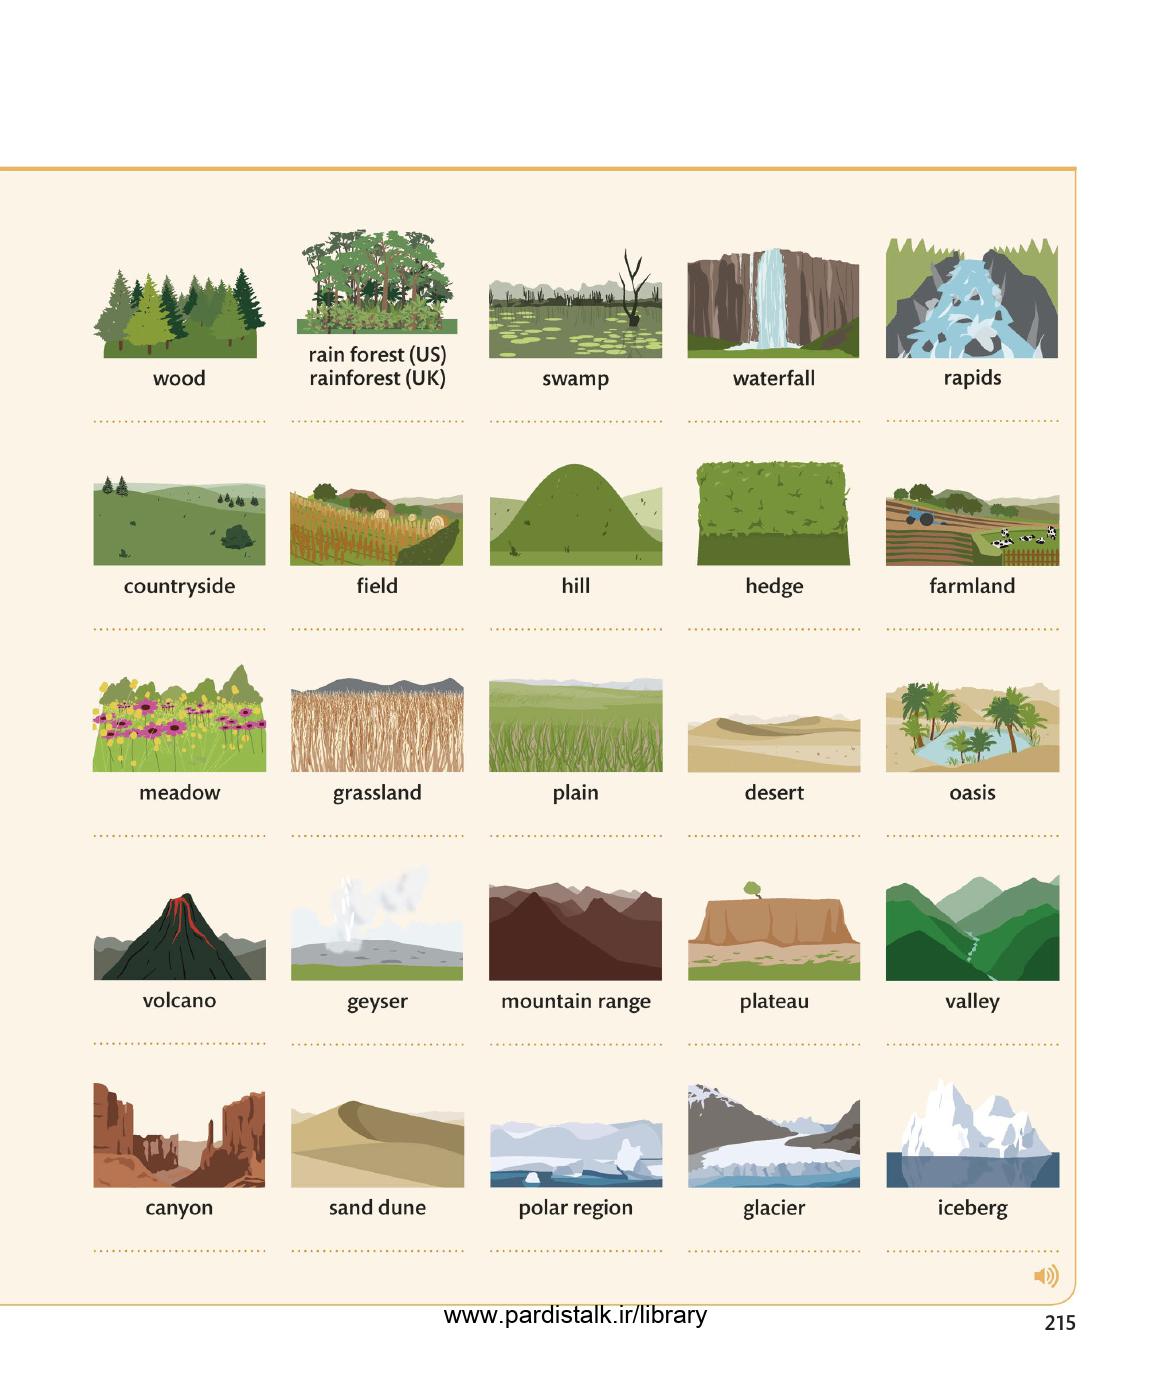 rain forest (US)
wood rainforest (UK) swamp waterfall rapids
countryside field hill hedge farmland
meadow grassland plain desert oasis
volcano geyser mountain range plateau valley
canyon sand dune polar region glacier iceberg
www.pardistalk.ir/library
215